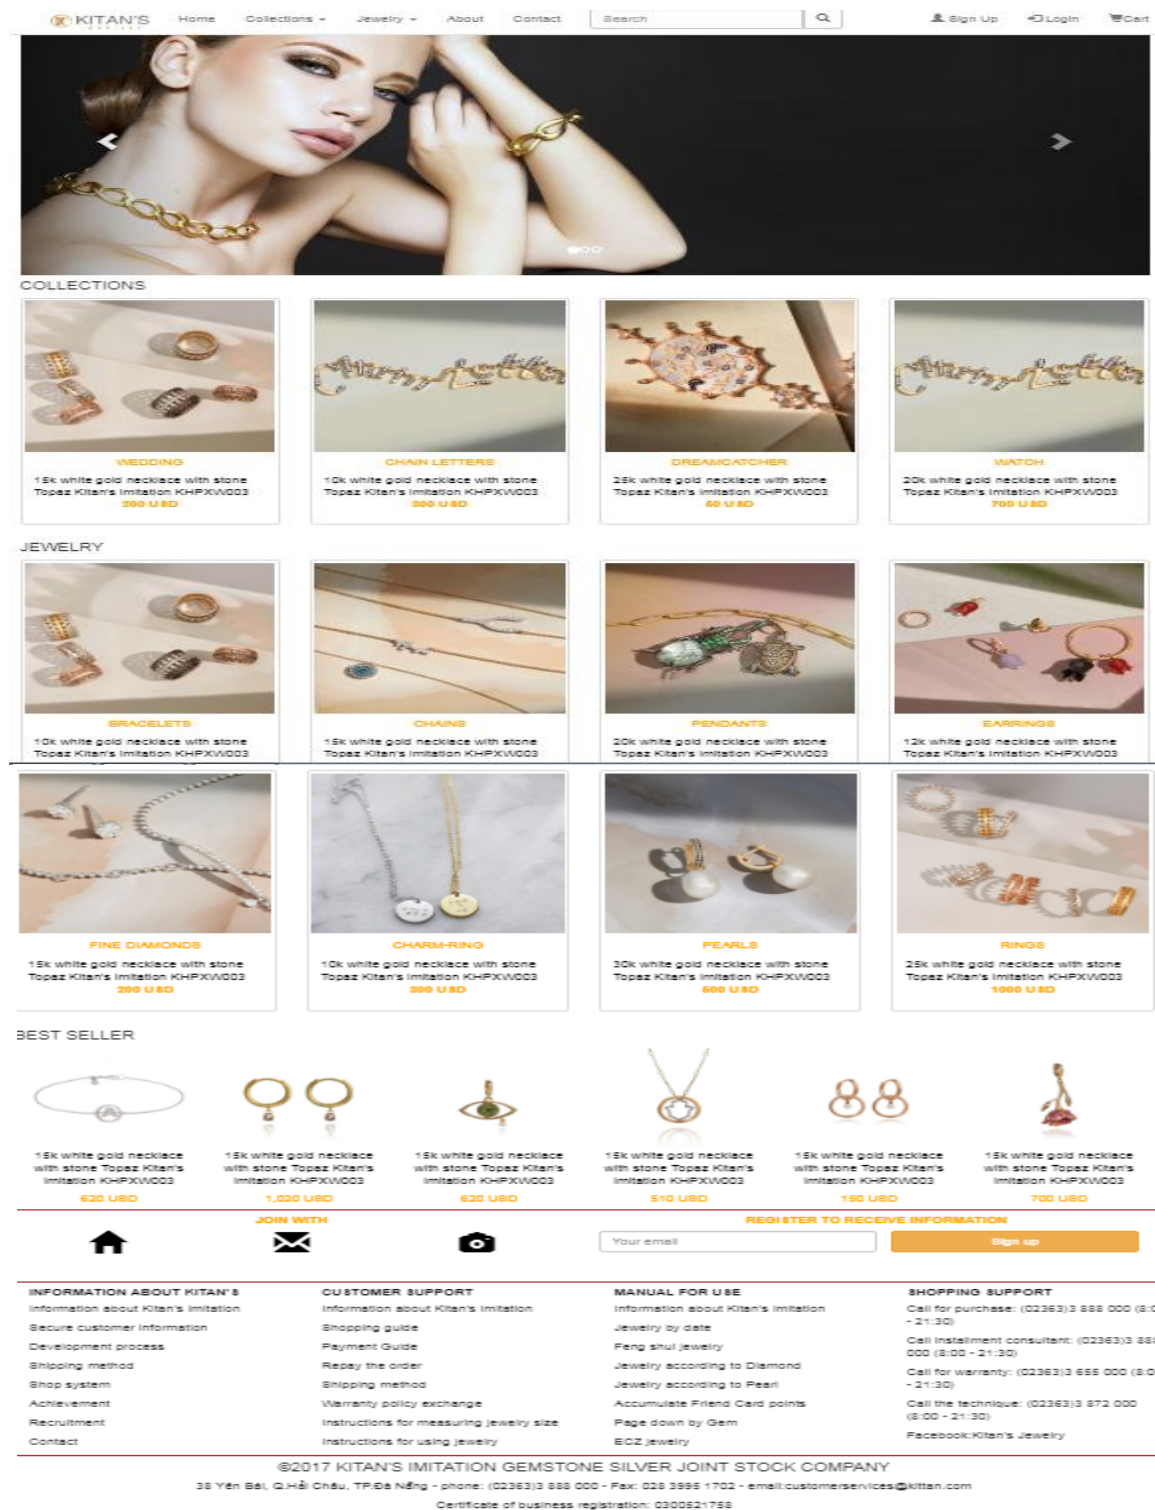 KITAN'S
JEWELRY
Home Collections Jewelry About Contact Search Sign Up Login Cart
COLLECTIONS
WEDDING
15k white gold necklace with stone
Topaz Kitan's Imitation KHPXW003
200 USD
CHAIN LETTERS
10k white gold necklace with stone
Topaz Kitan's Imitation KHPXW003
300 USD
DREAMCATCHER
25k white gold necklace with stone
Topaz Kitan's Imitation KHPXW003
50 USD
WATCH
20k white gold necklace with stone
Topaz Kitan's Imitation KHPXW003
700 USD
JEWELRY
BRACELETS
10k white gold necklace with stone
Topaz Kitan's Imitation KHPXW003
CHAINS
15k white gold necklace with stone
Topaz Kitan's Imitation KHPXW003
PENDANTS
20k white gold necklace with stone
Topaz Kitan's Imitation KHPXW003
EARRINGS
12k white gold necklace with stone
Topaz Kitan's Imitation KHPXW003
FINE DIAMONDS
15k white gold necklace with stone
Topaz Kitan's Imitation KHPXW003
200 USD
CHARM-RING
10k white gold necklace with stone
Topaz Kitan's Imitation KHPXW003
300 USD
PEARLS
30k white gold necklace with stone
Topaz Kitan's Imitation KHPXW003
500 USD
RINGS
25k white gold necklace with stone
Topaz Kitan's Imitation KHPXW003
1000 USD
BEST SELLER
15k white gold necklace
with stone Topaz Kitan's
Imitation KHPXW003
520 USD
15k white gold necklace
with stone Topaz Kitan's
Imitation KHPXW003
1,020 USD
15k white gold necklace
with stone Topaz Kitan's
Imitation KHPXW003
620 USD
15k white gold necklace
with stone Topaz Kitan's
Imitation KHPXW003
510 USD
15k white gold necklace
with stone Topaz Kitan's
Imitation KHPXW003
150 USD
15k white gold necklace
with stone Topaz Kitan's
Imitation KHPXW003
700 USD
JOIN WITH
REGISTER TO RECEIVE INFORMATION
Your email Sign up
INFORMATION ABOUT KITAN'S
Information about Kitan's Imitation
Secure customer information
Development process
Shipping method
Shop system
Achievement
Recruitment
Contact
CUSTOMER SUPPORT
Information about Kitan's Imitation
Shopping guide
Payment Guide
Repay the order
Shipping method
Warranty policy exchange
Instructions for measuring jewelry size
Instructions for using jewelry
MANUAL FOR USE
Information about Kitan's Imitation
Jewelry by date
Feng shui jewelry
Jewelry according to Diamond
Jewelry according to Pearl
Accumulate Friend Card points
Page down by Gem
ECZ jewelry
SHOPPING SUPPORT
Call for purchase: (02363)3 888 000 (8:0
- 21:30)
Call installment consultant: (02363)3 888
000 (8:00 - 21:30)
Call for warranty: (02363)3 655 000 (8:0
- 21:30)
Call the technique: (02363)3 872 000
(8:00 - 21:30)
Facebook:Kitan's Jewelry
©2017 KITAN'S IMITATION GEMSTONE SILVER JOINT STOCK COMPANY
38 Yên Bái, Q.Hải Châu, TP.Đà Nẵng - phone: (02363)3 888 000 - Fax: 028 3995 1702 - email:customerservices@kittan.com
Certificate of business registration: 0300521758